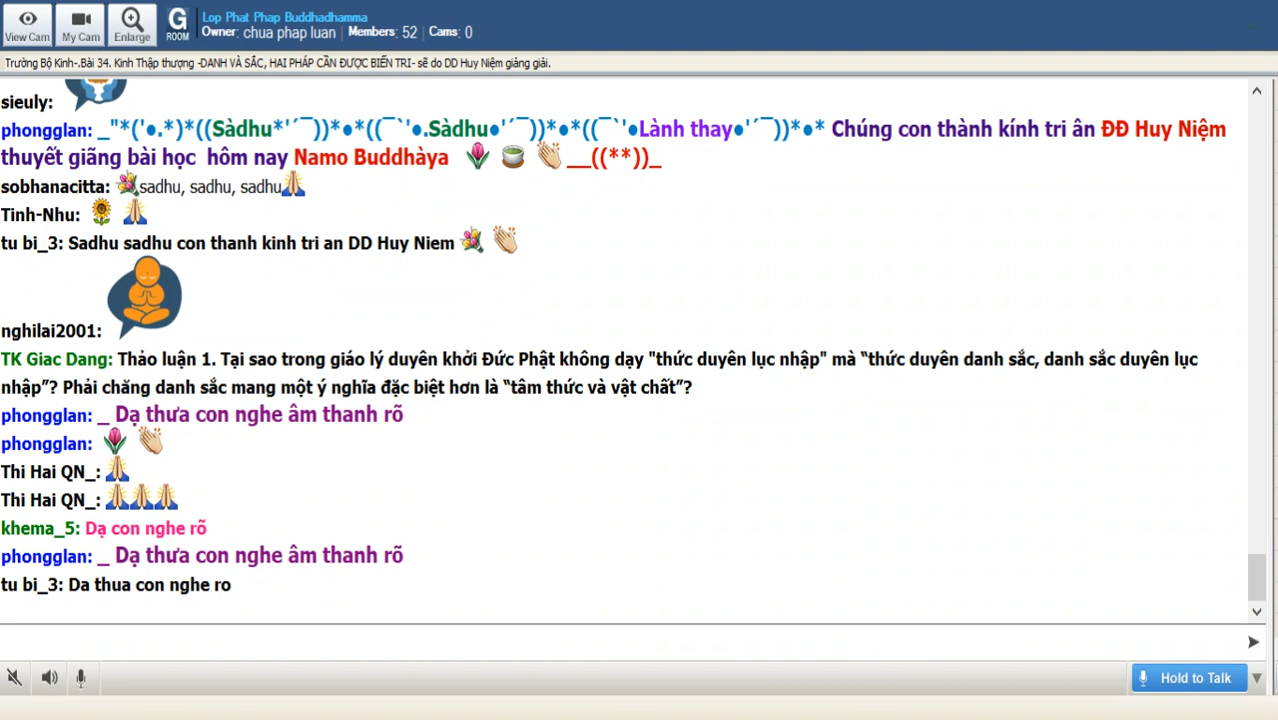 View Cam
My Cam
Enlarge
G
ROOM
Lop Phat Phap Buddhadhamma
Owner: chua phap luan | Members: 52 | Cams: 0
Trường Bộ Kinh-.Bài 34. Kinh Thập thượng -DANH VÀ SẮC, HAI PHÁP CẦN ĐƯỢC BIẾN TRI- sẽ do DD Huy Niệm giảng giải.
sieuly:
phongglan: _"*('●.*)*((Sàdhu*'´¯))*●*((¯`'●.Sàdhu●'´¯))*●*((¯`'●Lành thay●'´¯))*●* Chúng con thành kính tri ân ĐĐ Huy Niệm
thuyết giãng bài học hôm nay Namo Buddhàya __((**))_
sobhanacitta: sadhu, sadhu, sadhu
Tinh-Nhu:
tu bi_3: Sadhu sadhu con thanh kinh tri an DD Huy Niem
nghilai2001:
TK Giac Dang: Thảo luận 1. Tại sao trong giáo lý duyên khởi Đức Phật không dạy "thức duyên lục nhập" mà “thức duyên danh sắc, danh sắc duyên lục
nhập”? Phải chăng danh sắc mang một ý nghĩa đặc biệt hơn là “tâm thức và vật chất”?
phongglan: _ Dạ thưa con nghe âm thanh rõ
phongglan:
Thi Hai QN_:
Thi Hai QN_:
khema_5: Dạ con nghe rõ
phongglan: _ Dạ thưa con nghe âm thanh rõ
tu bi_3: Da thua con nghe ro
Hold to Talk